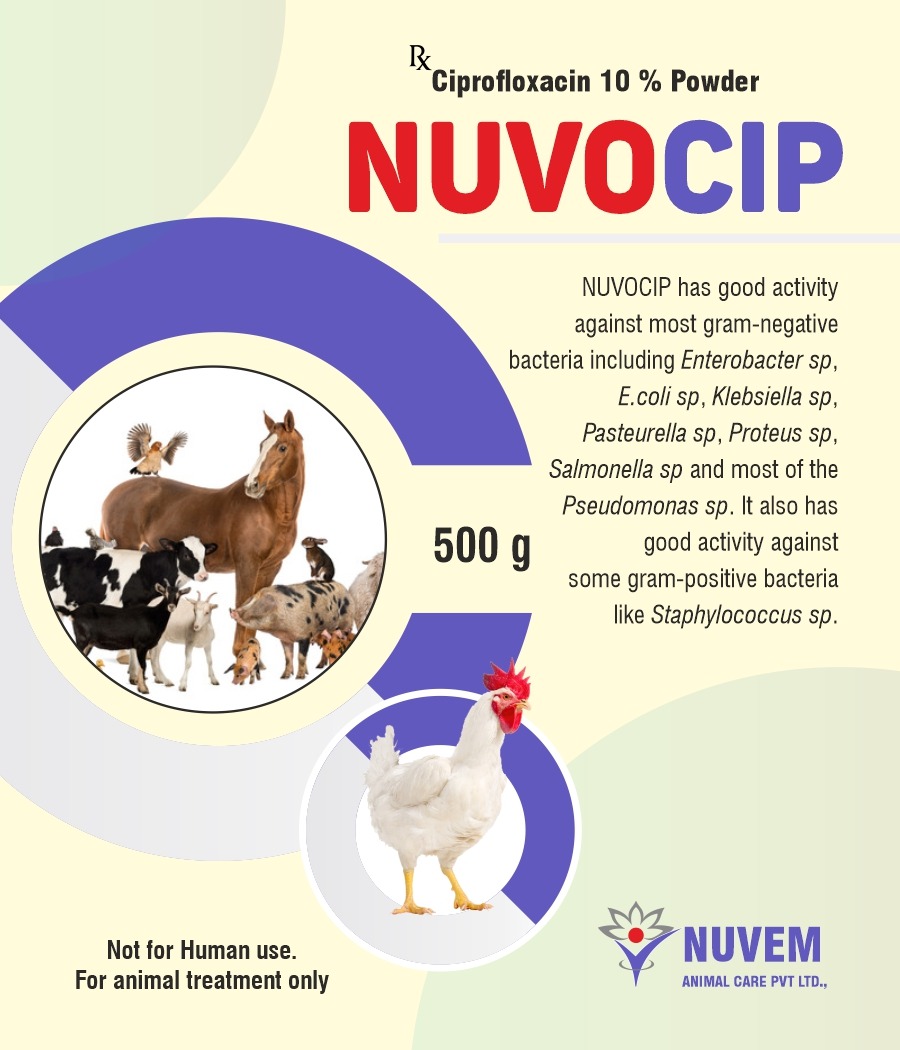 Rx
Ciprofloxacin 10 % Powder
NUVOCIP
NUVOCIP has good activity
against most gram-negative
bacteria including Enterobacter sp,
E.coli sp, Klebsiella sp,
Pasteurella sp, Proteus sp,
Salmonella sp and most of the
Pseudomonas sp. It also has
good activity against
some gram-positive bacteria
like Staphylococcus sp.
500 g
Not for Human use.
For animal treatment only
NUVEM
ANIMAL CARE PVT LTD.,